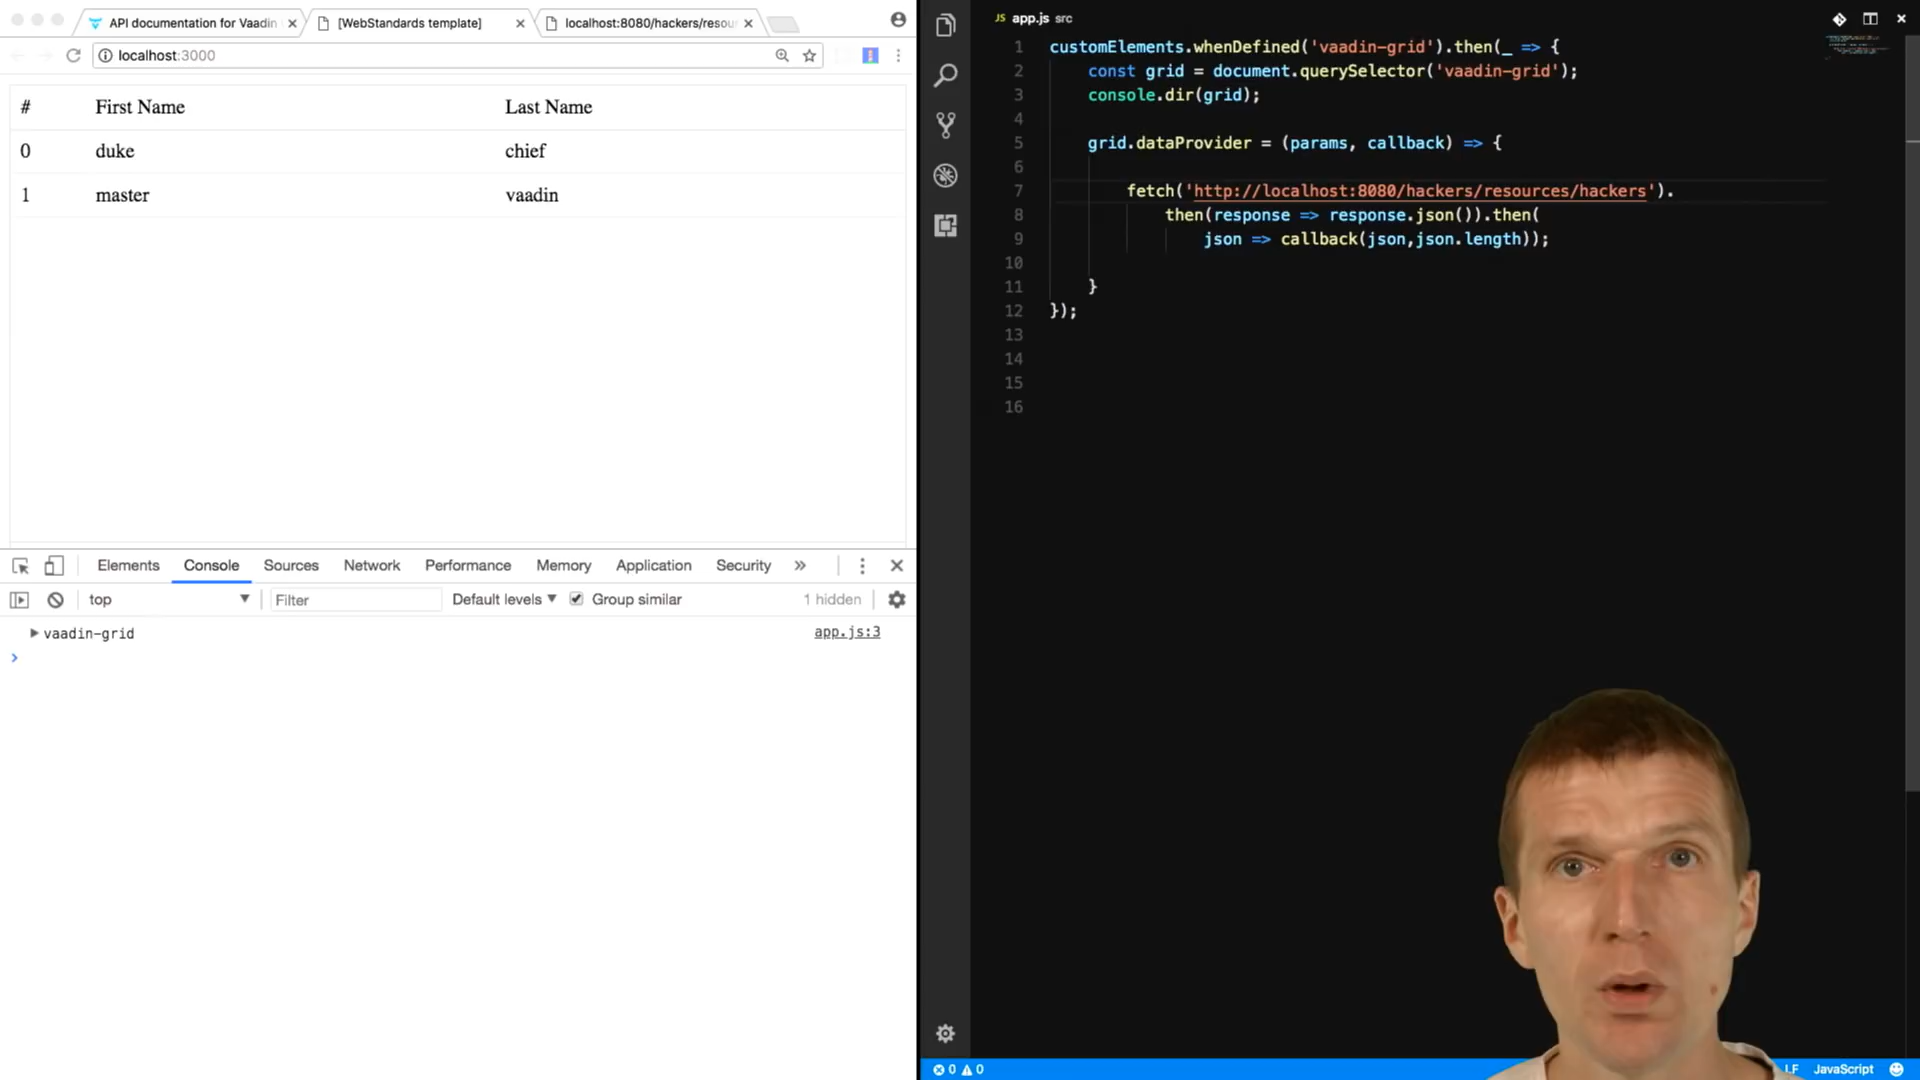 API documentation for Vaadin
[WebStandards template]
localhost:8080/hackers/resou
localhost:3000
# First Name Last Name
0 duke chief
1 master vaadin
Elements Console Sources Network Performance Memory Application Security »
top Filter Default levels Group similar 1 hidden
vaadin-grid app.js:3
JS app.js src
1 customElements.whenDefined('vaadin-grid').then(_ => {
2 const grid = document.querySelector('vaadin-grid');
3 console.dir(grid);
4
5 grid.dataProvider = (params, callback) => {
6
7 fetch('http://localhost:8080/hackers/resources/hackers').
8 then(response => response.json()).then(
9 json => callback(json,json.length));
10
11 }
12 });
13
14
15
16
0 0 LF JavaScript